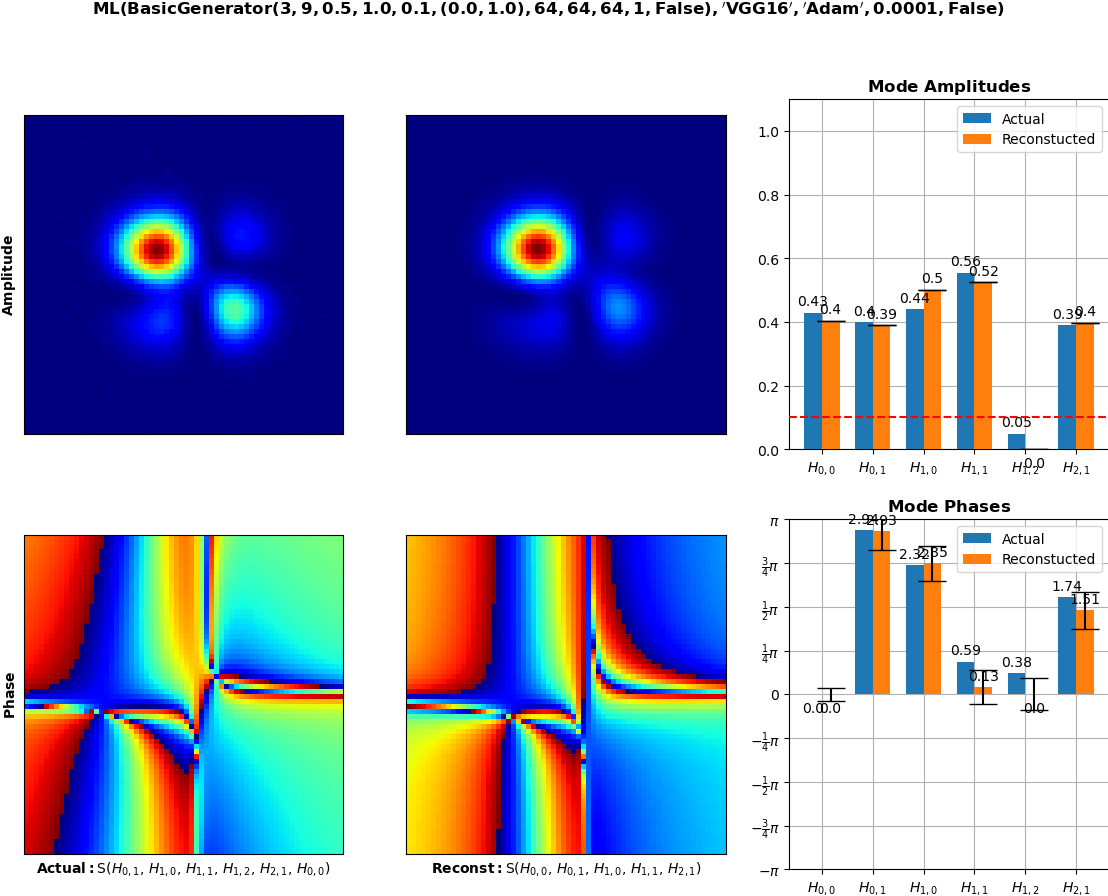 ML(BasicGenerator(3, 9, 0.5, 1.0, 0.1, (0.0, 1.0), 64, 64, 64, 1, False), ′VGG16′, ′Adam′, 0.0001, False)
Amplitude
Mode Amplitudes
Actual
Reconstucted
1.0
0.8
0.6
0.4
0.2
0.0
0.43
0.4
0.4
0.39
0.44
0.5
0.56
0.52
0.05
0.0
0.39
0.4
H0,0 H0,1 H1,0 H1,1 H1,2 H2,1
Phase
Actual: S(H0,1, H1,0, H1,1, H1,2, H2,1, H0,0)
Reconst: S(H0,0, H0,1, H1,0, H1,1, H2,1)
Mode Phases
Actual
Reconstucted
π
3/4π
1/2π
1/4π
0
−1/4π
−1/2π
−3/4π
−π
0.0
0.0
2.94
2.93
2.32
2.35
0.59
0.13
0.38
0.0
1.74
1.51
H0,0 H0,1 H1,0 H1,1 H1,2 H2,1